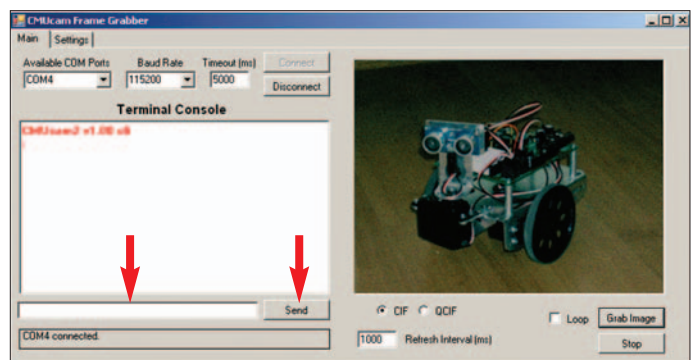 CMUcam Frame Grabber
Main Settings
Available COM Ports Baud Rate Timeout (ms) Connect
COM4 115200 5000 Disconnect
Terminal Console
CMUcam2 v1.00 c6
:
Send
COM4 connected.
CIF QCIF
Loop Grab Image
1000 Refresh Interval (ms) Stop